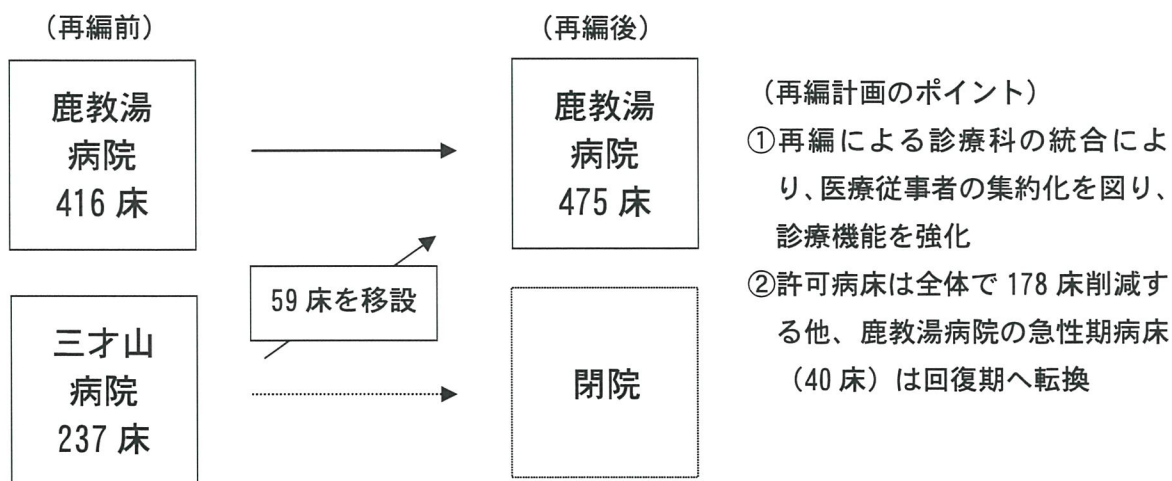 （再編前）
鹿教湯
病院
416 床
三才山
病院
237 床
59 床を移設
（再編後）
鹿教湯
病院
475 床
閉院
（再編計画のポイント）
①再編による診療科の統合によ
り、医療従事者の集約化を図り、
診療機能を強化
②許可病床は全体で 178 床削減す
る他、鹿教湯病院の急性期病床
（40 床）は回復期へ転換